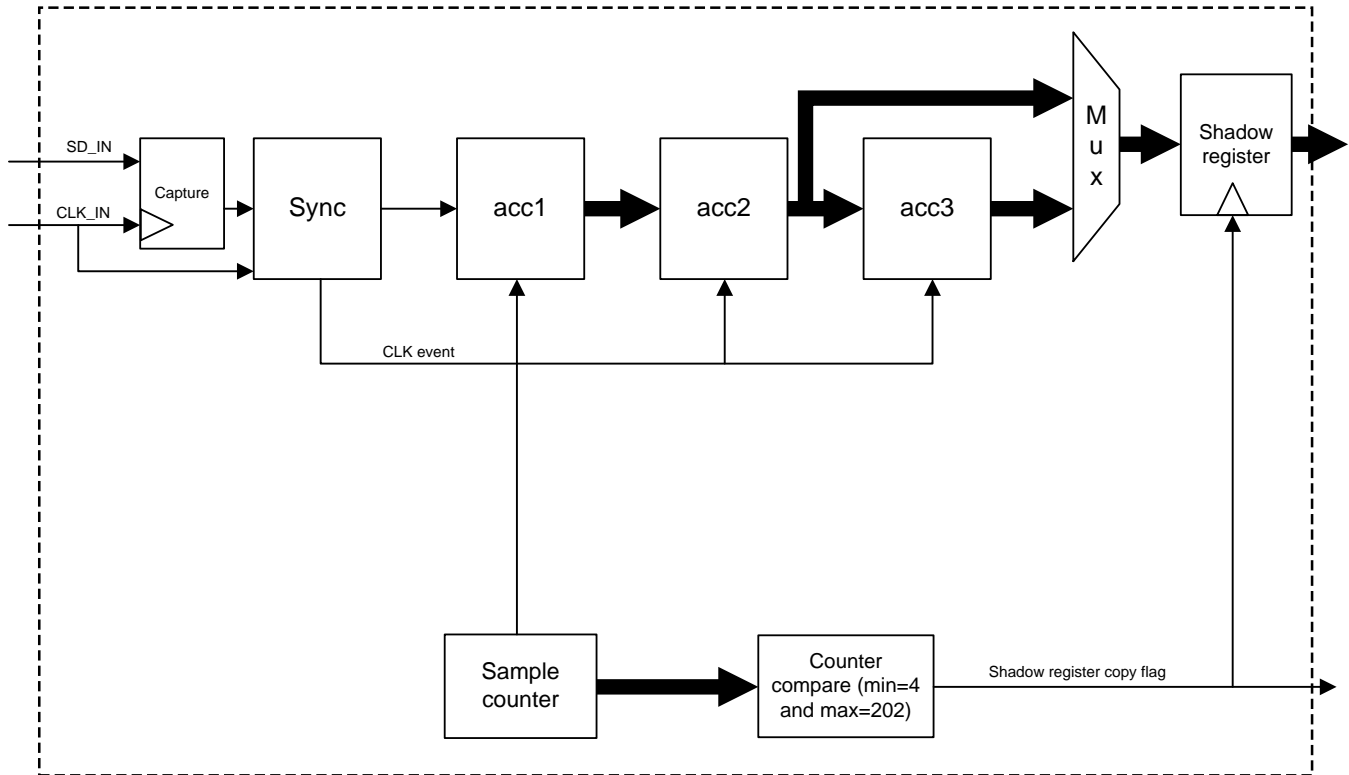 SD_IN
CLK_IN
Capture
Sync
acc1
acc2
acc3
M
u
x
Shadow
register
CLK event
Sample
counter
Counter
compare (min=4
and max=202)
Shadow register copy flag